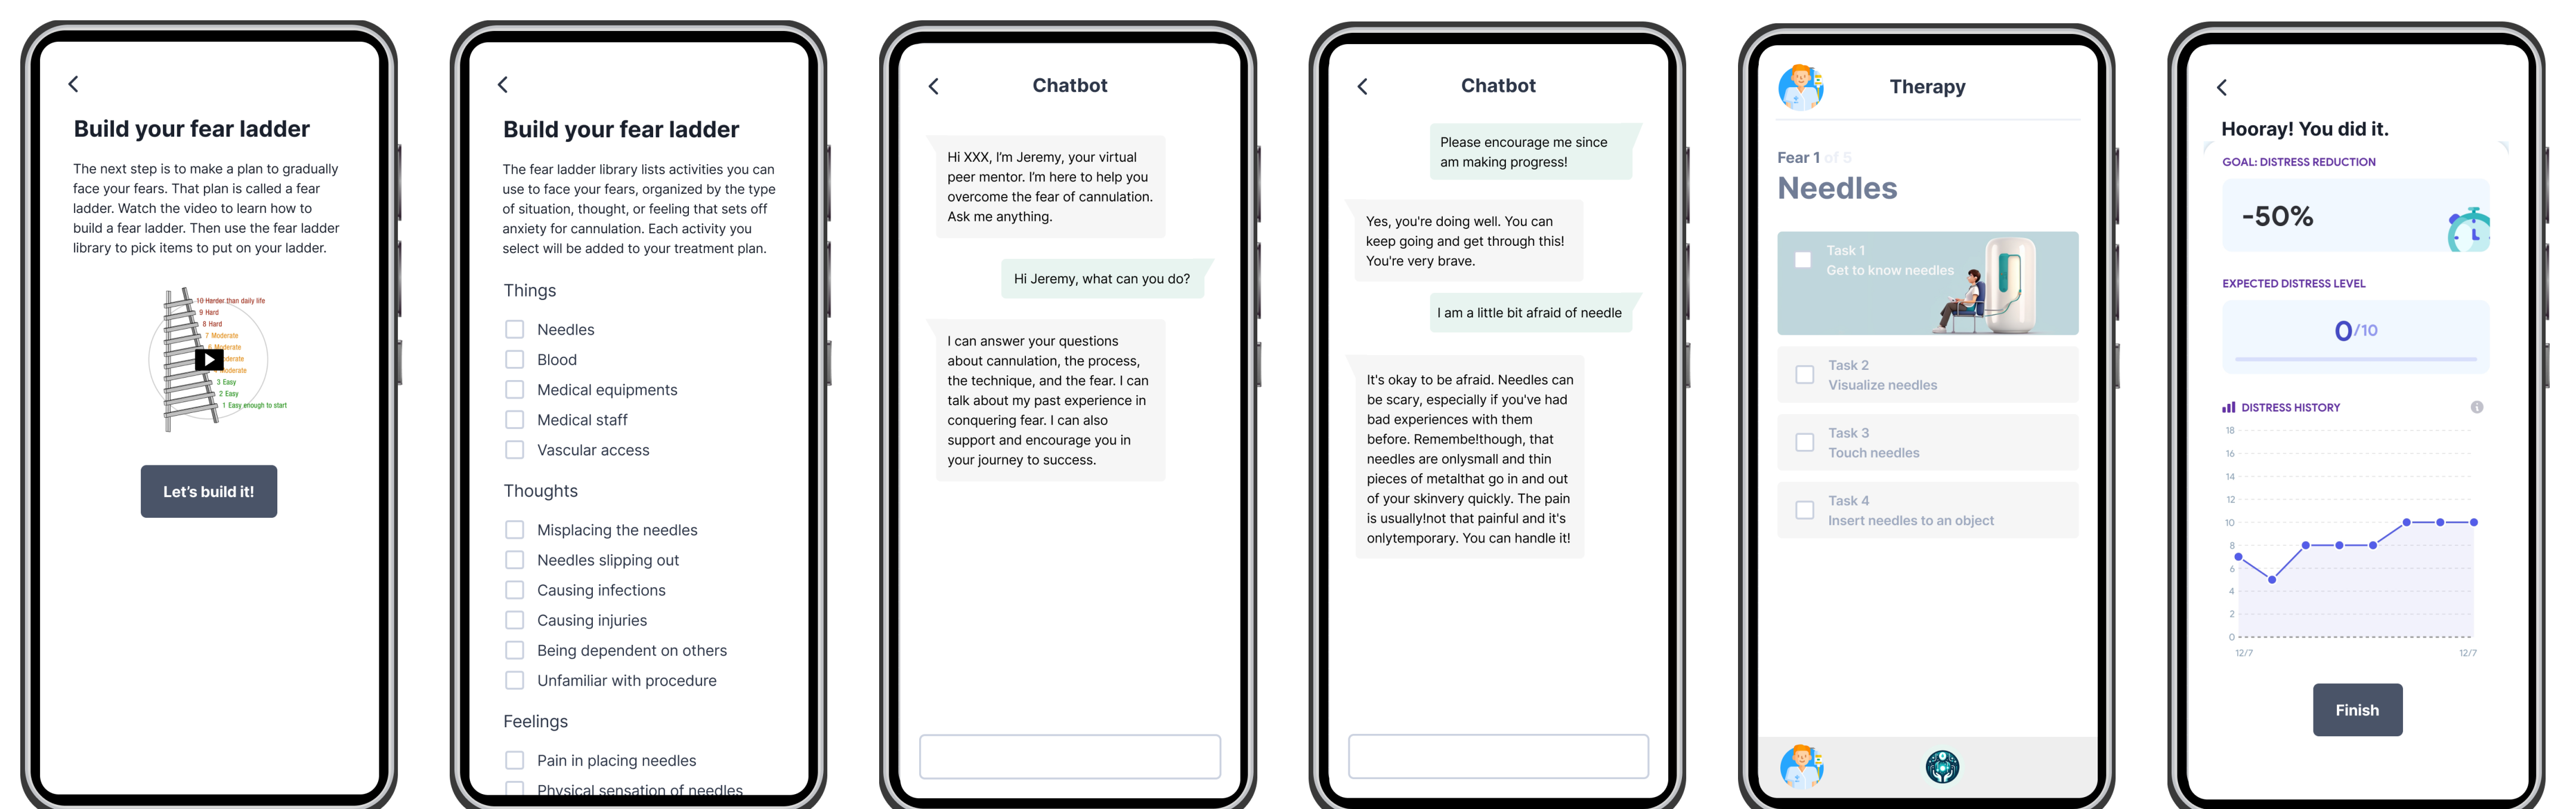 Build your fear ladder
The next step is to make a plan to gradually
face your fears. That plan is called a fear
ladder. Watch the video to learn how to
build a fear ladder. Then use the fear ladder
library to pick items to put on your ladder.
10 Harder than daily life
9 Hard
8 Hard
7 Moderate
6 Moderate
Moderate
3 Easy
2 Easy
1 Easy enough to start
Let's build it!
Build your fear ladder
The fear ladder library lists activities you can
use to face your fears, organized by the type
of situation, thought, or feeling that sets off
anxiety for cannulation. Each activity you
select will be added to your treatment plan.
Things
Needles
Blood
Medical equipments
Medical staff
Vascular access
Thoughts
Misplacing the needles
Needles slipping out
Causing infections
Causing injuries
Being dependent on others
Unfamiliar with procedure
Feelings
Pain in placing needles
Physical sensation of needles
Chatbot
Hi XXX, I'm Jeremy, your virtual
peer mentor. I'm here to help you
overcome the fear of cannulation.
Ask me anything.
Hi Jeremy, what can you do?
I can answer your questions
about cannulation, the process,
the technique, and the fear. I can
talk about my past experience in
conquering fear. I can also
support and encourage you in
your journey to success.
Chatbot
Please encourage me since
am making progress!
Yes, you're doing well. You can
keep going and get through this!
You're very brave.
I am a little bit afraid of needle
It's okay to be afraid. Needles can
be scary, especially if you've had
bad experiences with them
before. Remembe!though, that
needles are onlysmall and thin
pieces of metalthat go in and out
of your skinvery quickly. The pain
is usually!not that painful and it's
onlytemporary. You can handle it!
Therapy
Fear 1 of 5
Needles
Task 1
Get to know needles
Task 2
Visualize needles
Task 3
Touch needles
Task 4
Insert needles to an object
Hooray! You did it.
GOAL: DISTRESS REDUCTION
-50%
EXPECTED DISTRESS LEVEL
0/10
DISTRESS HISTORY
18
16
14
12
10
8
6
4
2
0
12/7
12/7
Finish